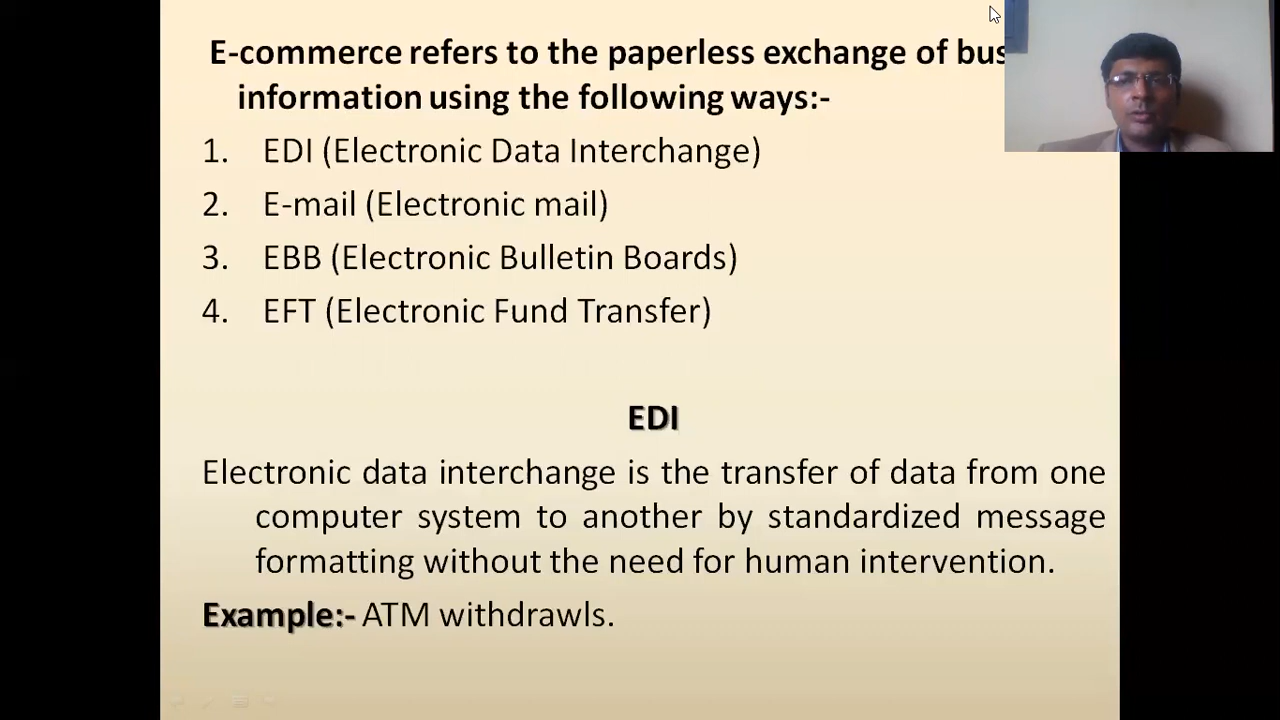 E-commerce refers to the paperless exchange of bus
information using the following ways:-
1. EDI (Electronic Data Interchange)
2. E-mail (Electronic mail)
3. EBB (Electronic Bulletin Boards)
4. EFT (Electronic Fund Transfer)
EDI
Electronic data interchange is the transfer of data from one
computer system to another by standardized message
formatting without the need for human intervention.
Example:- ATM withdrawls.